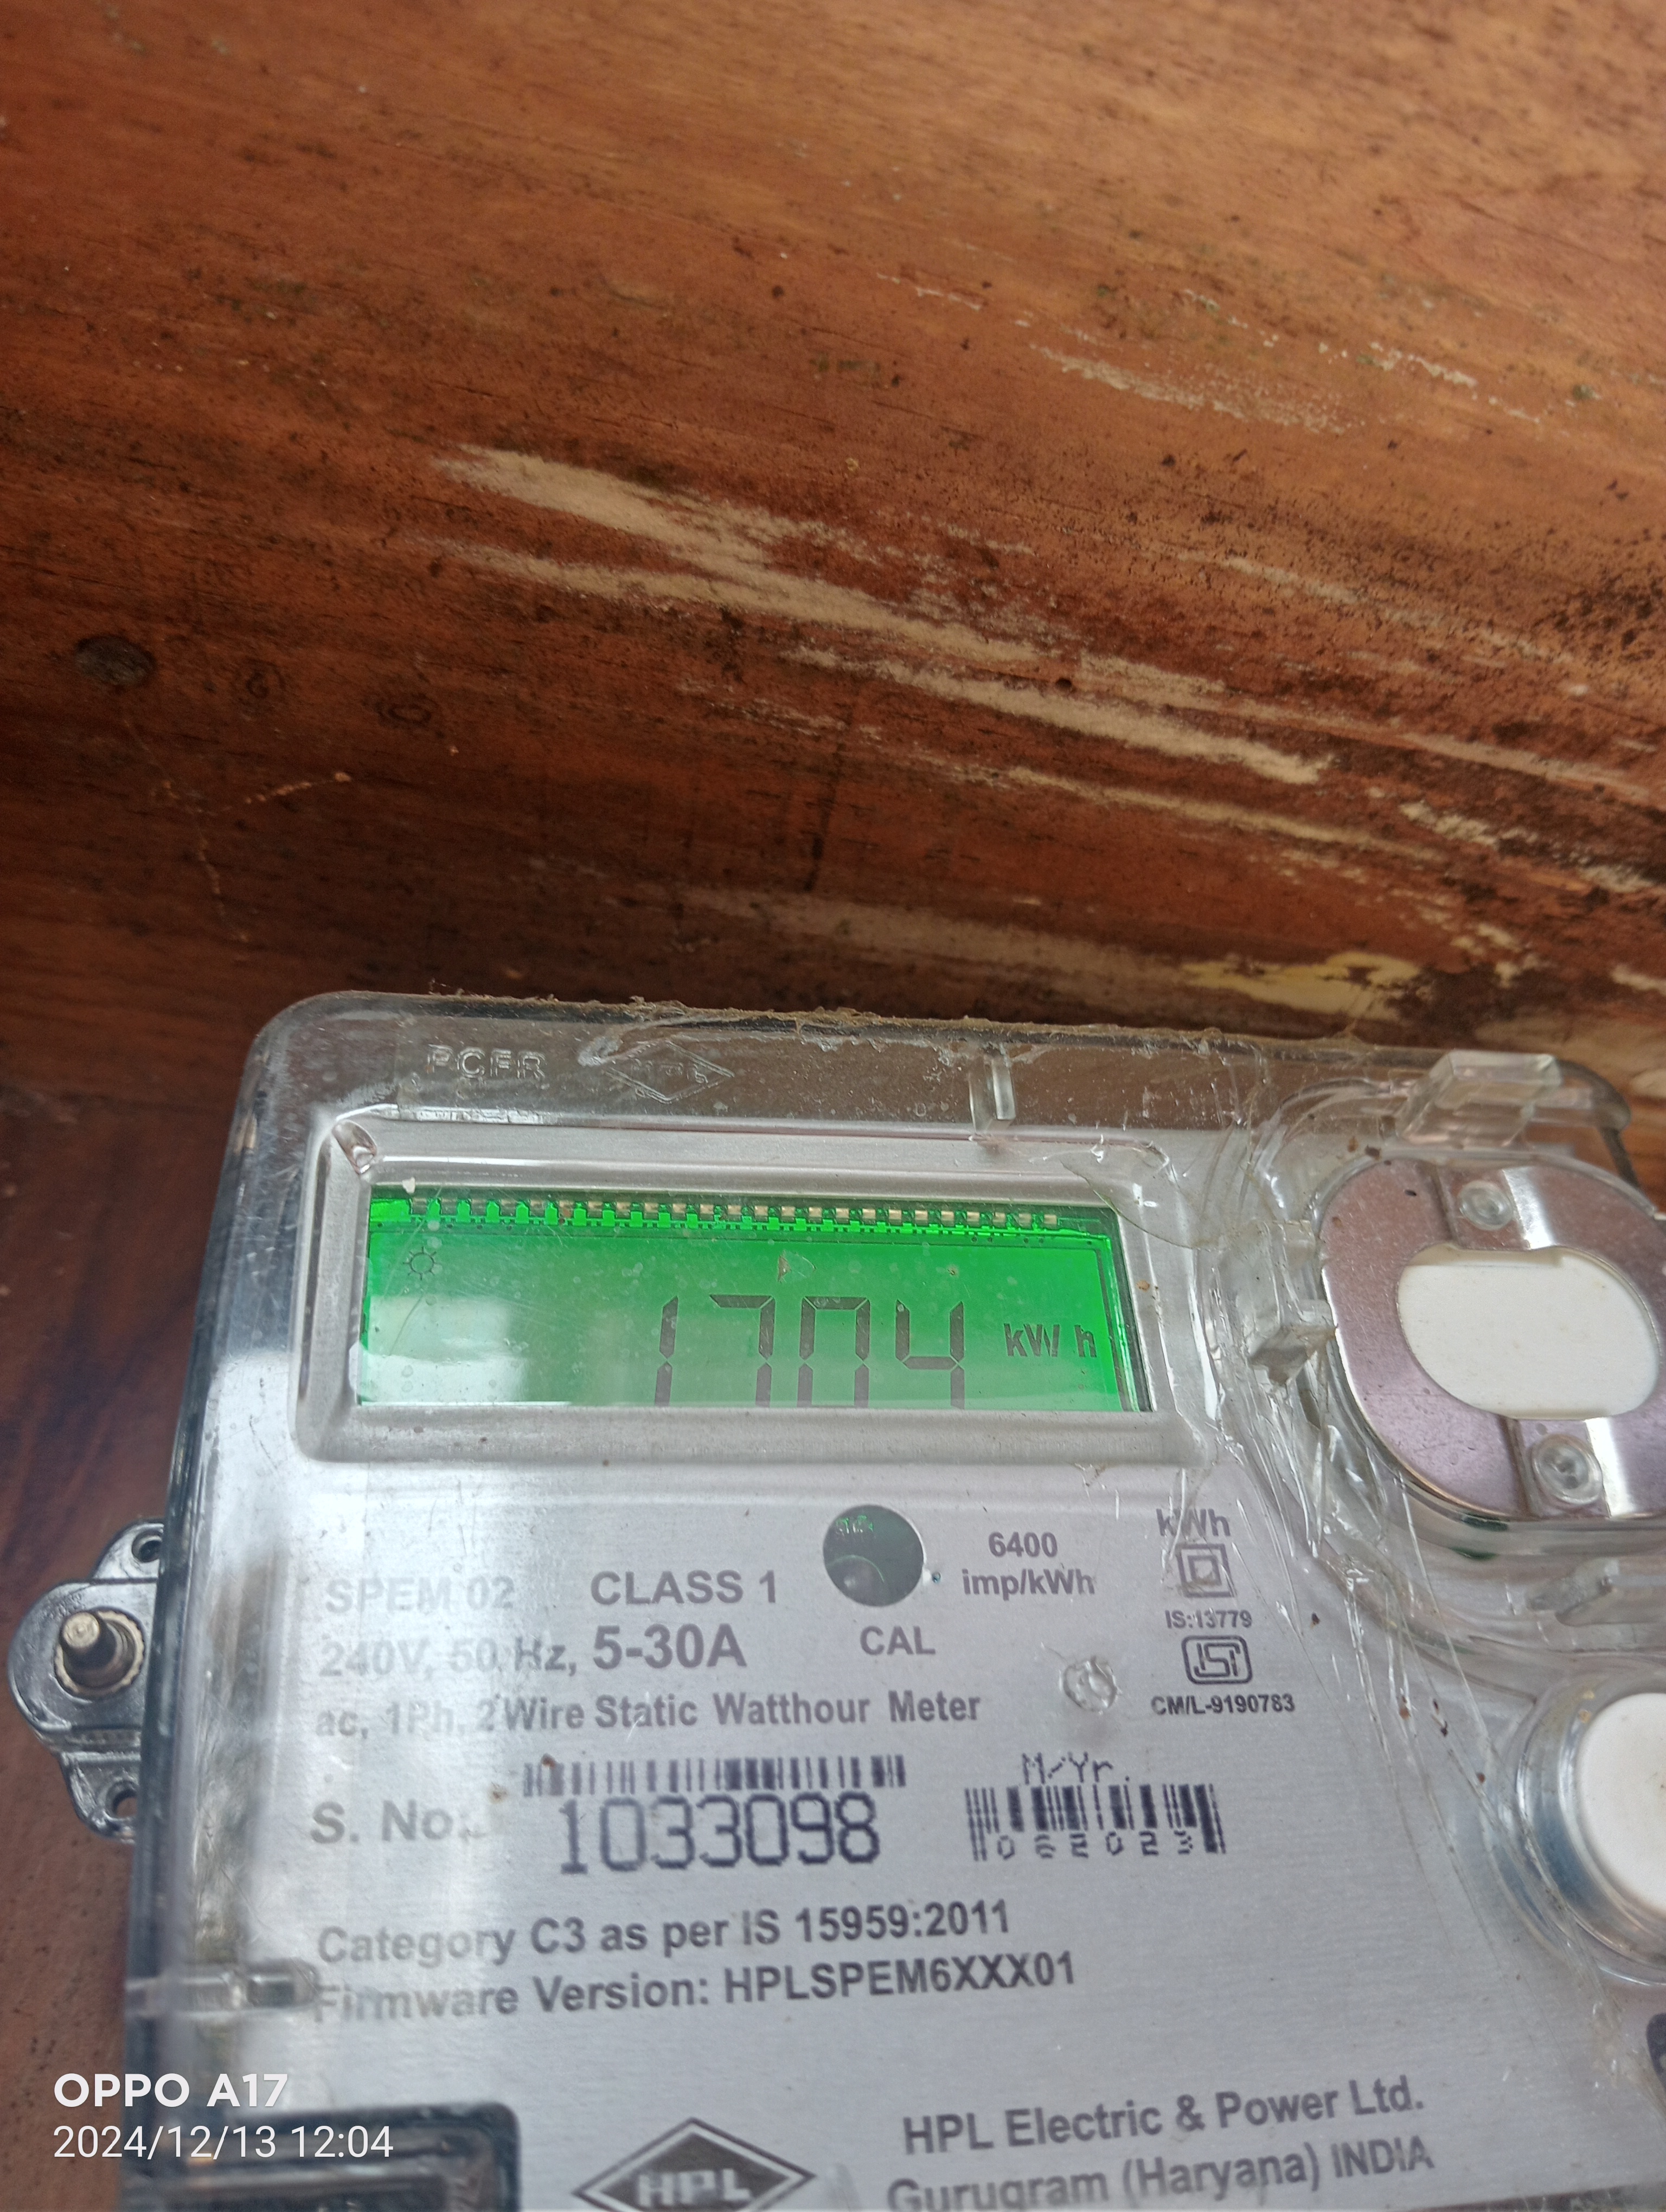 PCFR
HPL
1704 kWh
6400
imp/kWh
kWh
SPEM 02 CLASS 1
CAL
240V, 50 Hz, 5-30A
IS:13779
ISI
CM/L-9190783
ac, 1Ph, 2Wire Static Watthour Meter
M/Yr.
S. No. 1033098
062023
Category C3 as per IS 15959:2011
Firmware Version: HPLSPEM6XXX01
HPL
HPL Electric & Power Ltd.
Gurugram (Haryana) INDIA
OPPO A17
2024/12/13 12:04